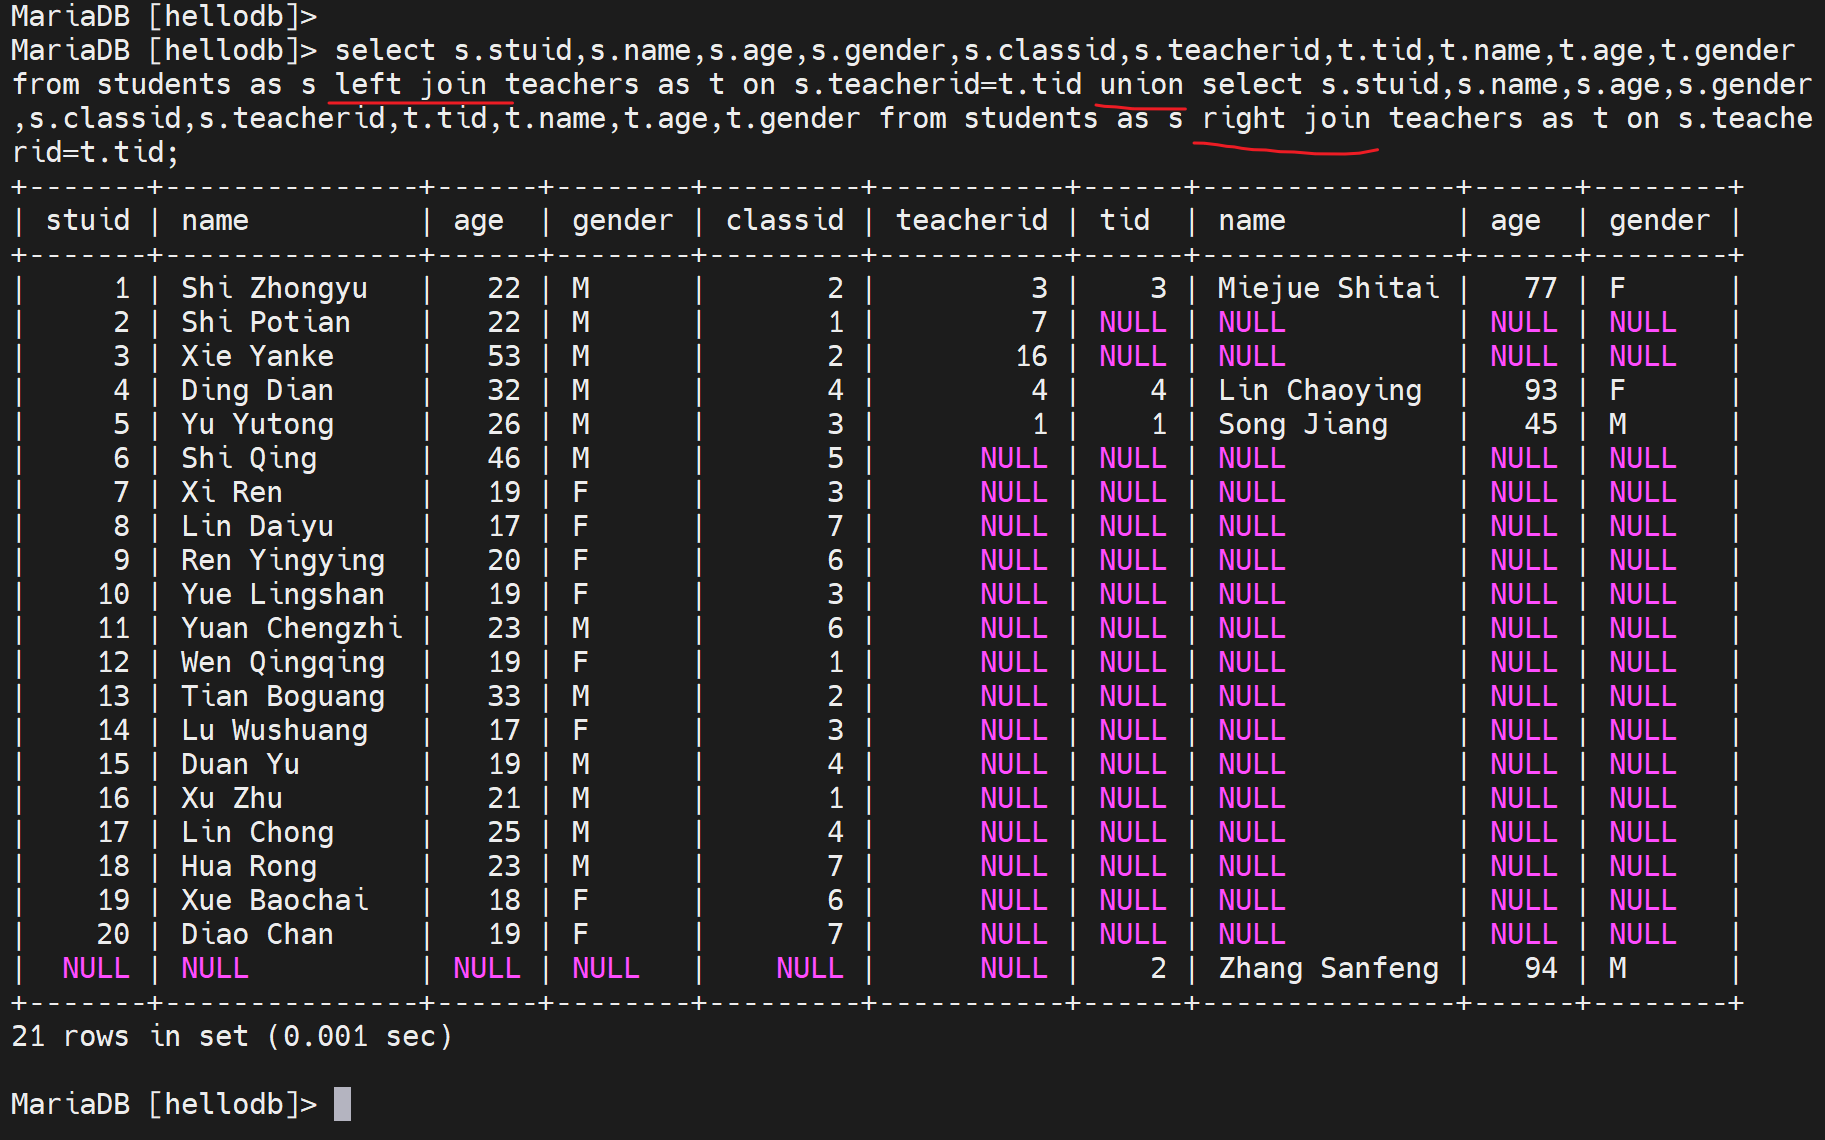 MariaDB [hellodb]>
MariaDB [hellodb]> select s.stuid,s.name,s.age,s.gender,s.classid,s.teacherid,t.tid,t.name,t.age,t.gender
from students as s left join teachers as t on s.teacherid=t.tid union select s.stuid,s.name,s.age,s.gender
,s.classid,s.teacherid,t.tid,t.name,t.age,t.gender from students as s right join teachers as t on s.teache
rid=t.tid;
+-------+---------------+------+--------+---------+-----------+------+---------------+------+--------+
| stuid | name          | age  | gender | classid | teacherid | tid  | name          | age  | gender |
+-------+---------------+------+--------+---------+-----------+------+---------------+------+--------+
|     1 | Shi Zhongyu   |   22 | M      |       2 |         3 |    3 | Miejue Shitai |   77 | F      |
|     2 | Shi Potian    |   22 | M      |       1 |         7 | NULL | NULL          | NULL | NULL   |
|     3 | Xie Yanke     |   53 | M      |       2 |        16 | NULL | NULL          | NULL | NULL   |
|     4 | Ding Dian     |   32 | M      |       4 |         4 |    4 | Lin Chaoying  |   93 | F      |
|     5 | Yu Yutong     |   26 | M      |       3 |         1 |    1 | Song Jiang    |   45 | M      |
|     6 | Shi Qing      |   46 | M      |       5 |      NULL | NULL | NULL          | NULL | NULL   |
|     7 | Xi Ren        |   19 | F      |       3 |      NULL | NULL | NULL          | NULL | NULL   |
|     8 | Lin Daiyu     |   17 | F      |       7 |      NULL | NULL | NULL          | NULL | NULL   |
|     9 | Ren Yingying  |   20 | F      |       6 |      NULL | NULL | NULL          | NULL | NULL   |
|    10 | Yue Lingshan  |   19 | F      |       3 |      NULL | NULL | NULL          | NULL | NULL   |
|    11 | Yuan Chengzhi |   23 | M      |       6 |      NULL | NULL | NULL          | NULL | NULL   |
|    12 | Wen Qingqing  |   19 | F      |       1 |      NULL | NULL | NULL          | NULL | NULL   |
|    13 | Tian Boguang  |   33 | M      |       2 |      NULL | NULL | NULL          | NULL | NULL   |
|    14 | Lu Wushuang   |   17 | F      |       3 |      NULL | NULL | NULL          | NULL | NULL   |
|    15 | Duan Yu       |   19 | M      |       4 |      NULL | NULL | NULL          | NULL | NULL   |
|    16 | Xu Zhu        |   21 | M      |       1 |      NULL | NULL | NULL          | NULL | NULL   |
|    17 | Lin Chong     |   25 | M      |       4 |      NULL | NULL | NULL          | NULL | NULL   |
|    18 | Hua Rong      |   23 | M      |       7 |      NULL | NULL | NULL          | NULL | NULL   |
|    19 | Xue Baochai   |   18 | F      |       6 |      NULL | NULL | NULL          | NULL | NULL   |
|    20 | Diao Chan     |   19 | F      |       7 |      NULL | NULL | NULL          | NULL | NULL   |
|  NULL | NULL          | NULL | NULL   |    NULL |      NULL |    2 | Zhang Sanfeng |   94 | M      |
+-------+---------------+------+--------+---------+-----------+------+---------------+------+--------+
21 rows in set (0.001 sec)
MariaDB [hellodb]>